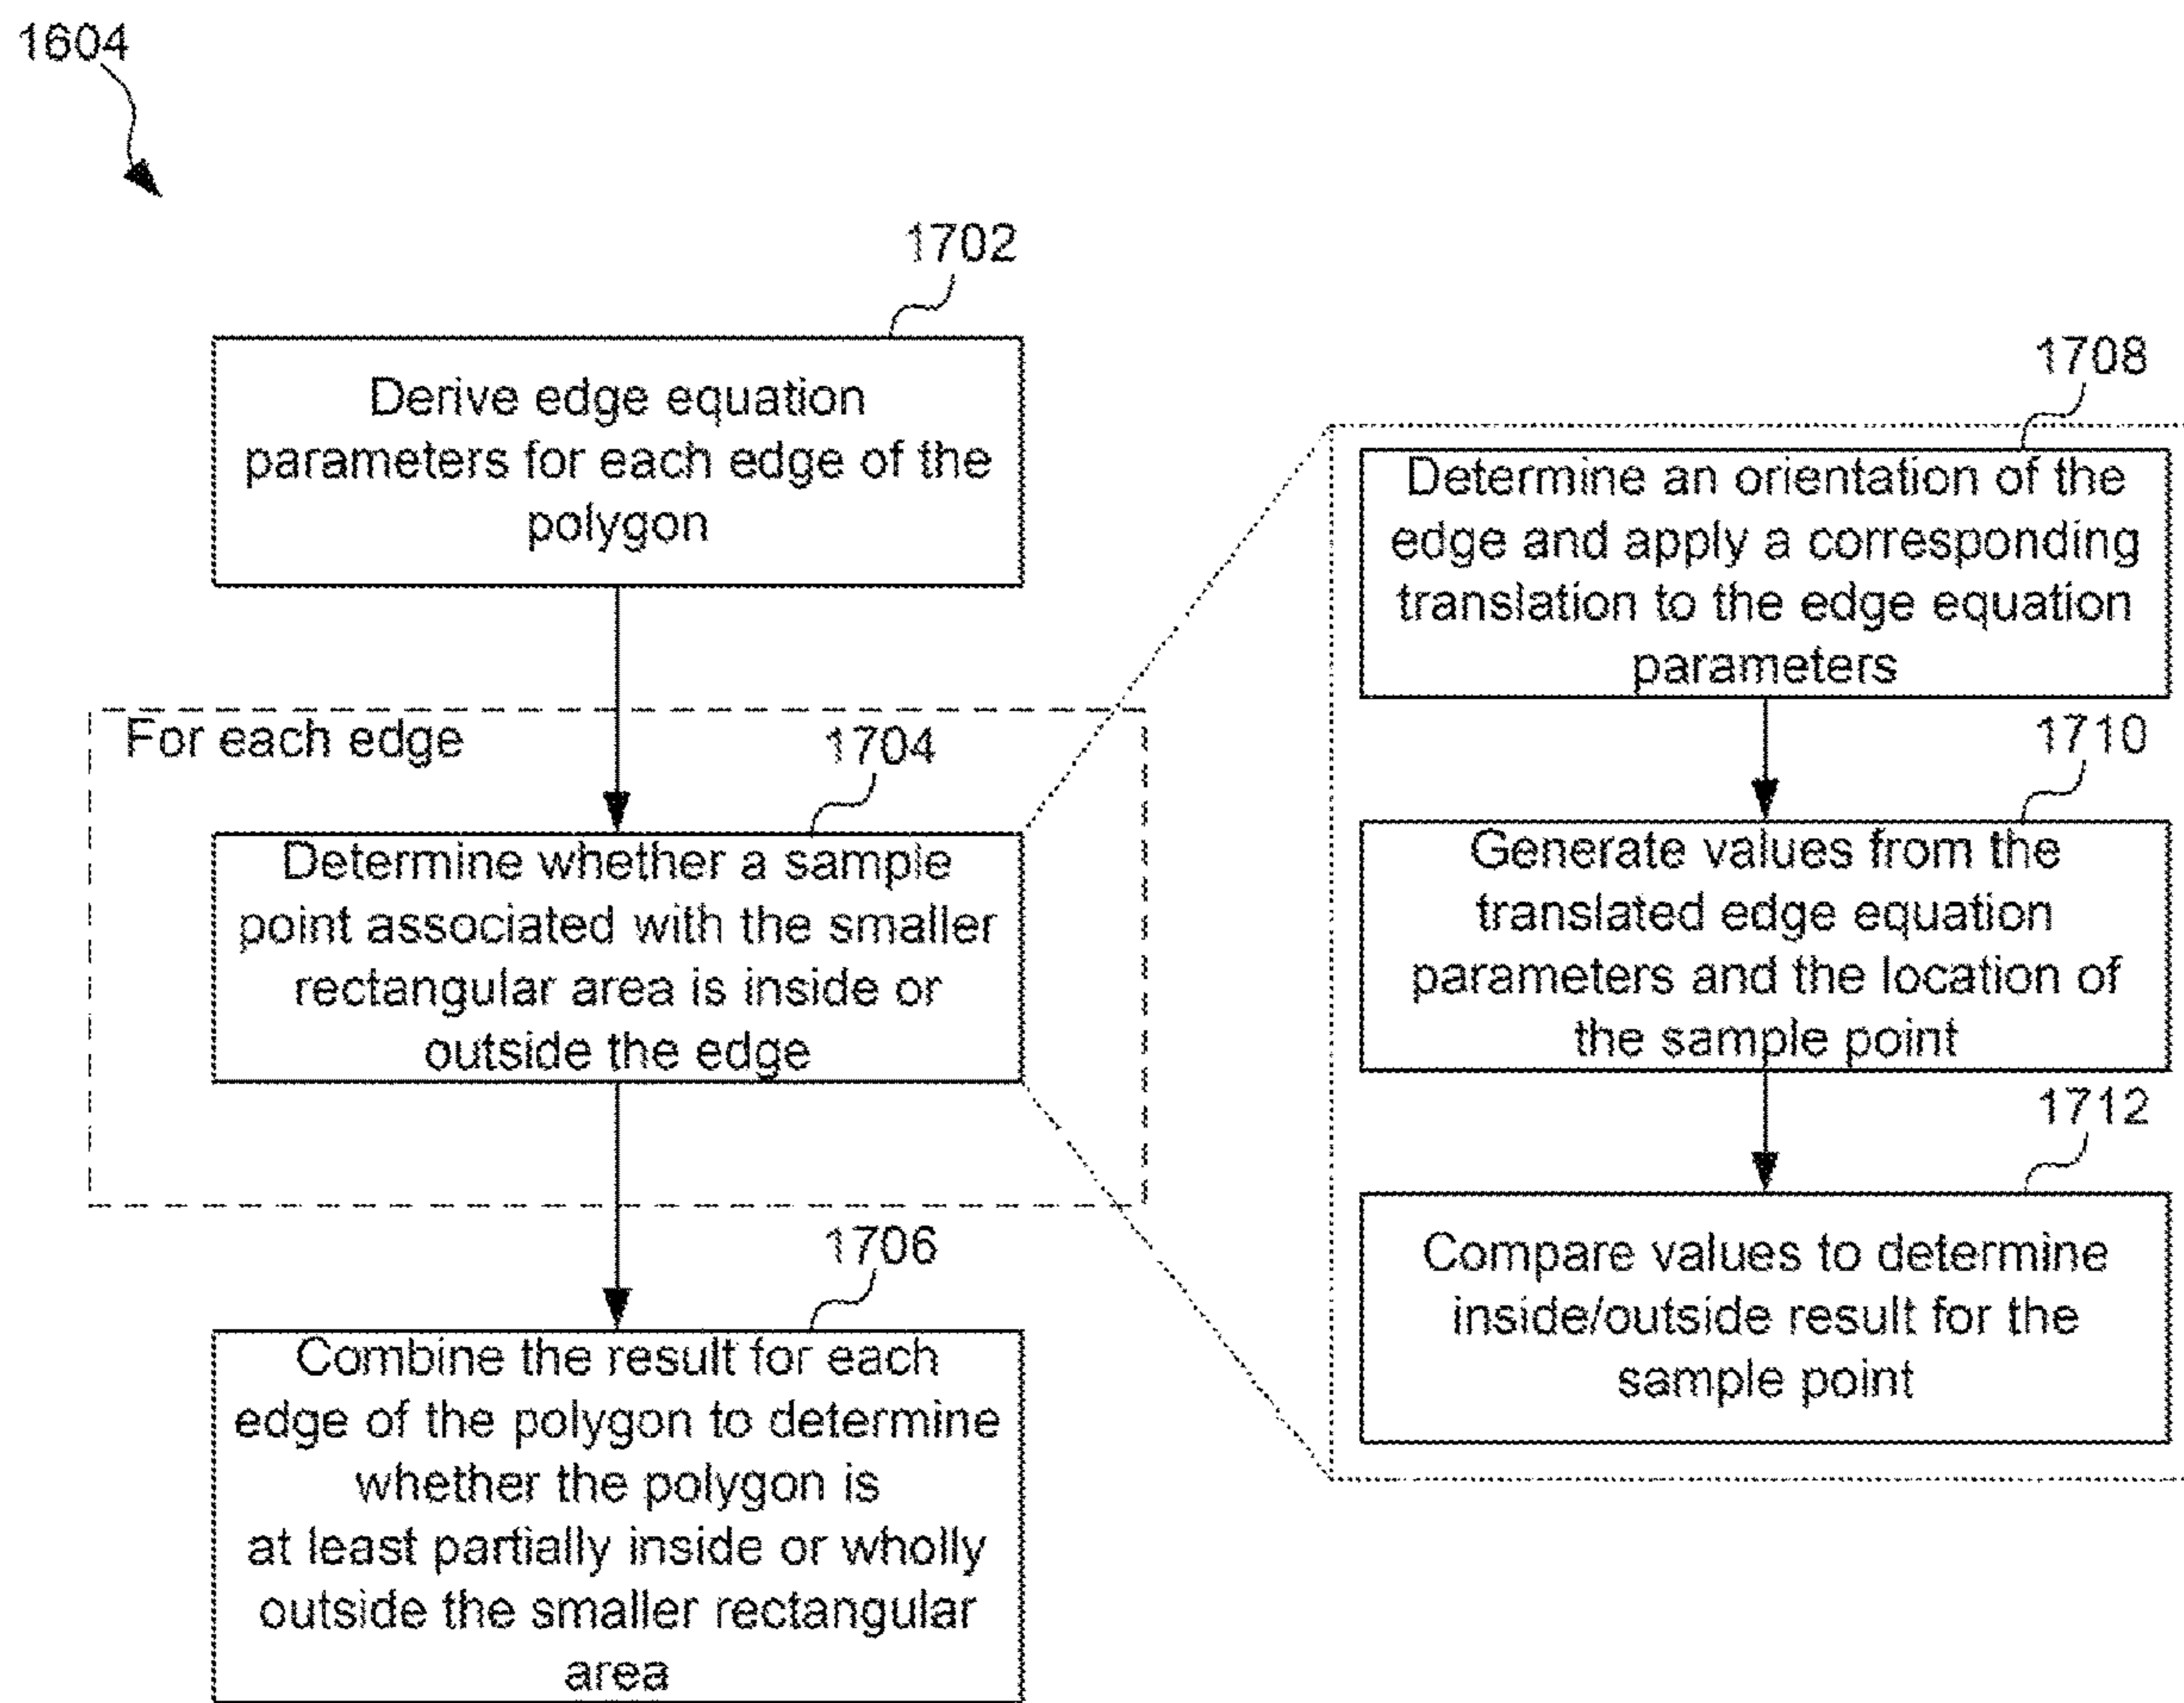 1604
1702
Derive edge equation
parameters for each edge of the
polygon
For each edge
1704
Determine whether a sample
point associated with the smaller
rectangular area is inside or
outside the edge
1706
Combine the result for each
edge of the polygon to determine
whether the polygon is
at least partially inside or wholly
outside the smaller rectangular
area
1708
Determine an orientation of the
edge and apply a corresponding
translation to the edge equation
parameters
1710
Generate values from the
translated edge equation
parameters and the location of
the sample point
1712
Compare values to determine
inside/outside result for the
sample point